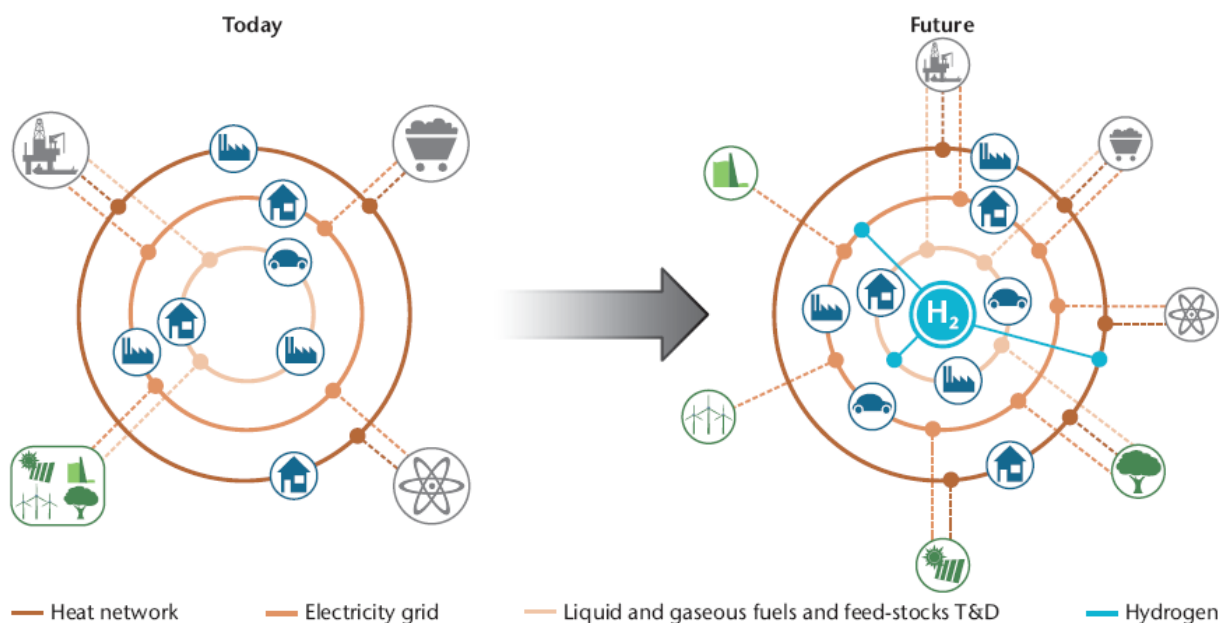 Today
Future
H₂
Heat network
Electricity grid
Liquid and gaseous fuels and feed-stocks T&D
Hydrogen